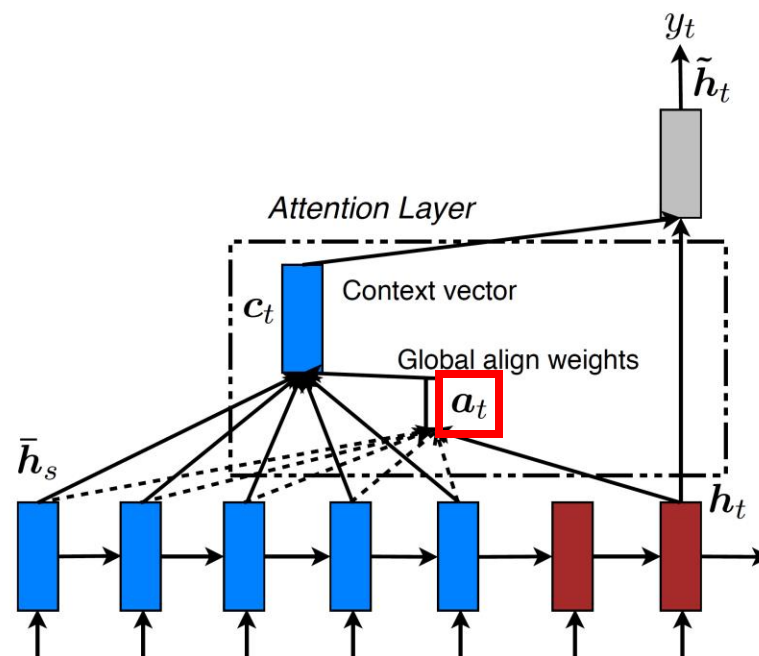 y_t
h̃_t
Attention Layer
c_t
Context vector
Global align weights
a_t
h̄_s
h_t